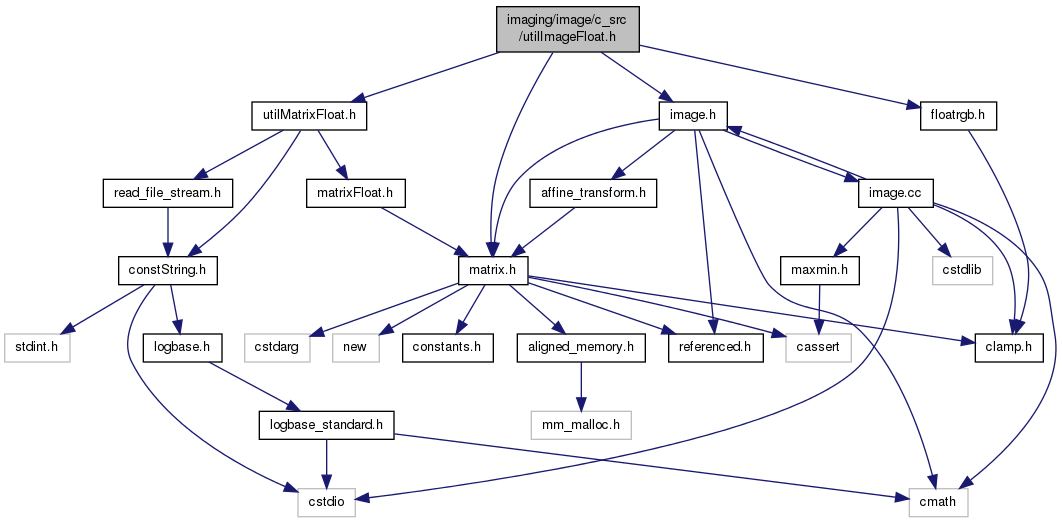 imaging/image/c_src
/utilImageFloat.h
utilMatrixFloat.h
image.h
floatrgb.h
read_file_stream.h
matrixFloat.h
affine_transform.h
image.cc
constString.h
matrix.h
maxmin.h
cstdlib
stdint.h
logbase.h
cstdarg
new
constants.h
aligned_memory.h
referenced.h
cassert
clamp.h
logbase_standard.h
mm_malloc.h
cstdio
cmath